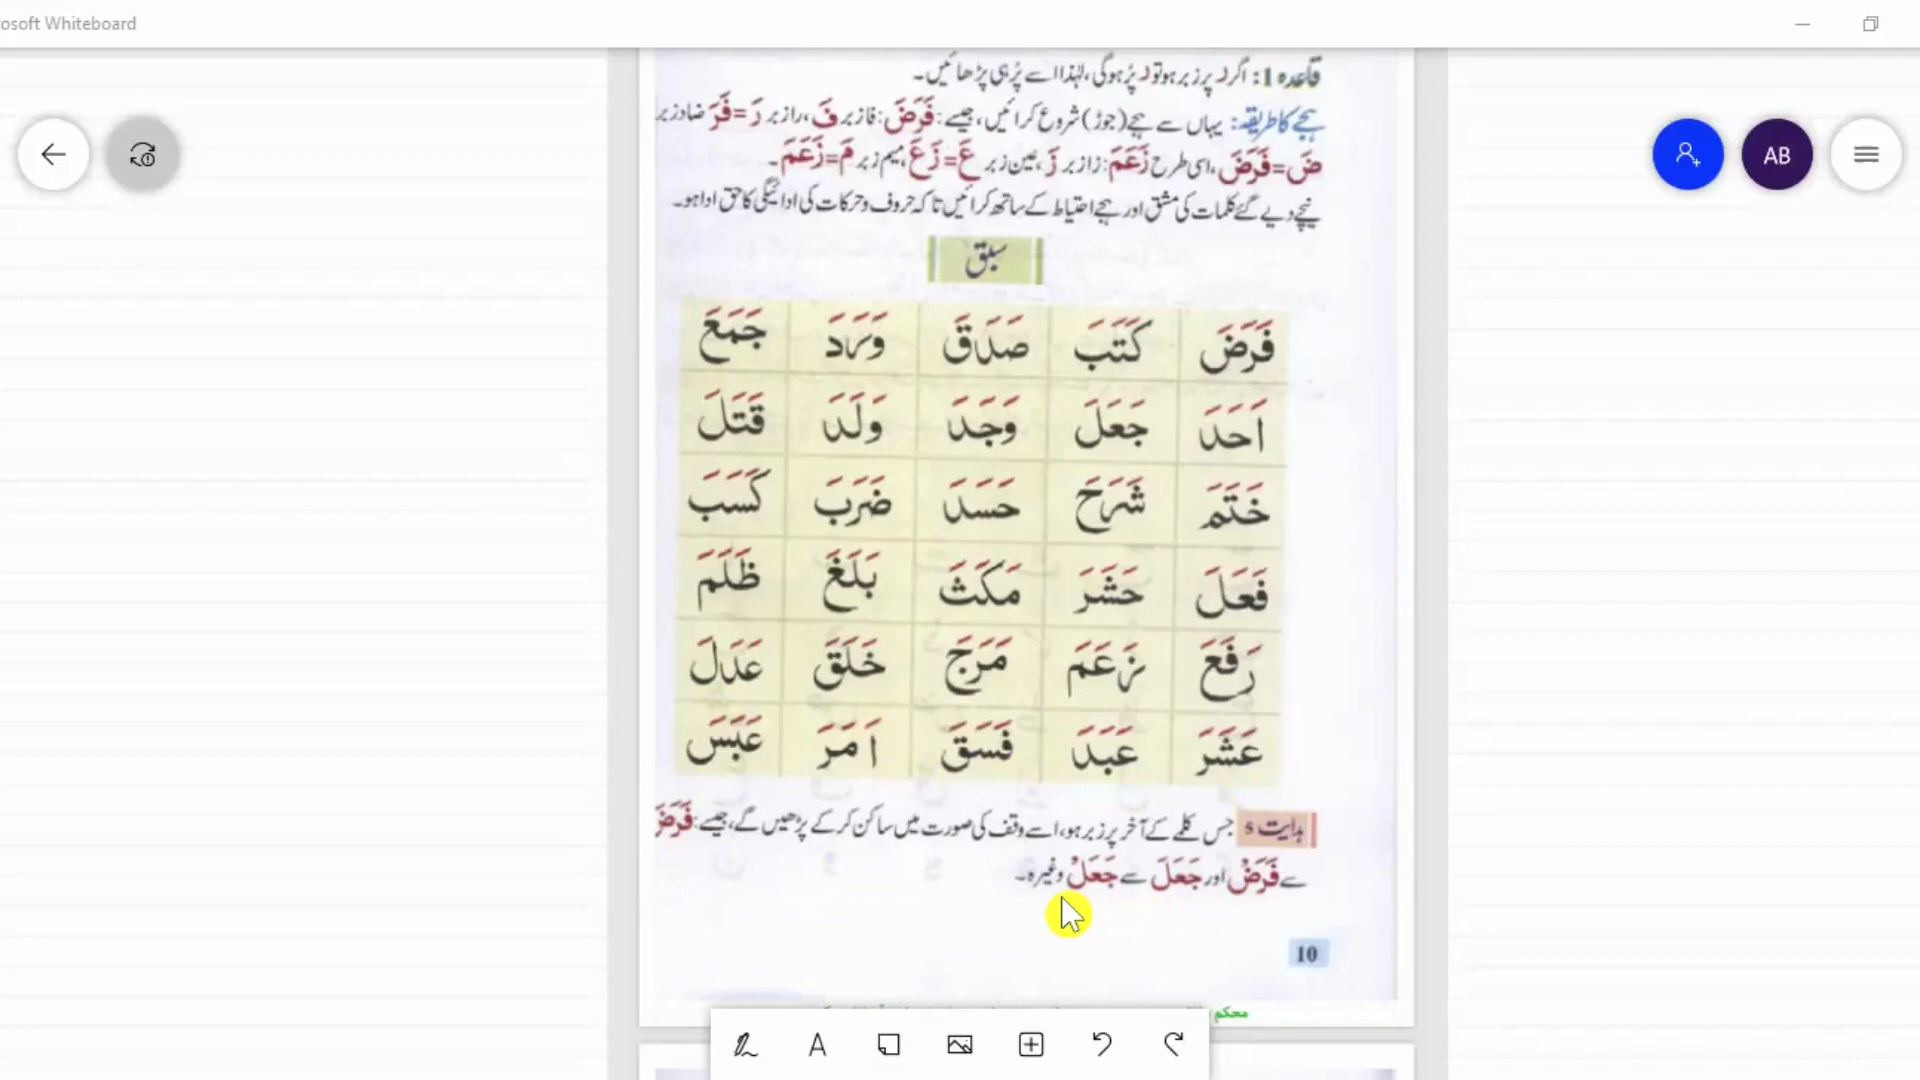 osoft Whiteboard
قاعدہ 1: اگر ر پر زبر ہو تو ر پُر ہوگی، لہٰذا اسے پُر ہی پڑھائیں۔
ہجے کا طریقہ: یہاں سے ہجے (جوڑ) شروع کرائیں، جیسے: فَرَضَ: فا زبر فَ، را زبر رَ = فَرَ ضاد زبر
ضَ = فَرَضَ، اسی طرح زَعَمَ: زا زبر زَ، عین زبر عَ = زَعَ، میم زبر مَ = زَعَمَ۔
نیچے دیے گئے کلمات کی مشق اور ہجے احتیاط کے ساتھ کرائیں تاکہ حروف و حرکات کی ادائیگی کا حق ادا ہو۔
سبق
فَرَضَ كَتَبَ صَدَقَ وَرَدَ جَمَعَ
اَحَدَ جَعَلَ وَجَدَ وَلَدَ قَتَلَ
خَتَمَ شَرَحَ حَسَدَ ضَرَبَ كَسَبَ
فَعَلَ حَشَرَ مَكَثَ بَلَغَ ظَلَمَ
رَفَعَ زَعَمَ مَرَجَ خَلَقَ عَدَلَ
عَشَرَ عَبَدَ فَسَقَ اَمَرَ عَبَسَ
ہدایت s جس کلمے کے آخر پر زبر ہو، اسے وقف کی صورت میں ساکن کر کے پڑھیں گے، جیسے: فَرَضَ
سے فَرَضْ اور جَعَلَ سے جَعَلْ وغیرہ۔
10
محکم
AB
A